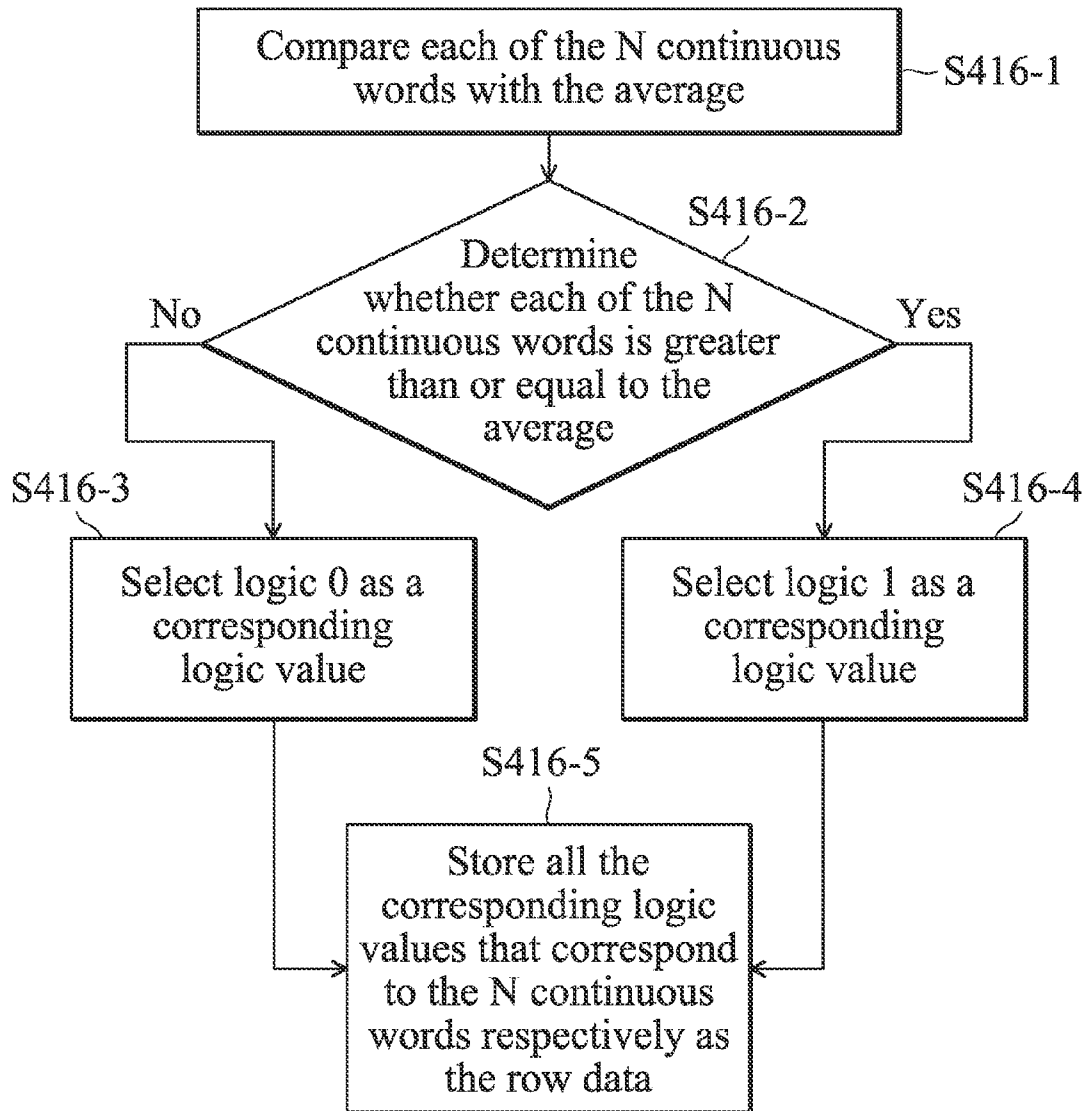 Compare each of the N continuous
words with the average
S416-1
S416-2
Determine
whether each of the N
continuous words is greater
than or equal to the
average
No
Yes
S416-3
S416-4
Select logic 0 as a
corresponding
logic value
Select logic 1 as a
corresponding
logic value
S416-5
Store all the
corresponding logic
values that correspond
to the N continuous
words respectively as
the row data